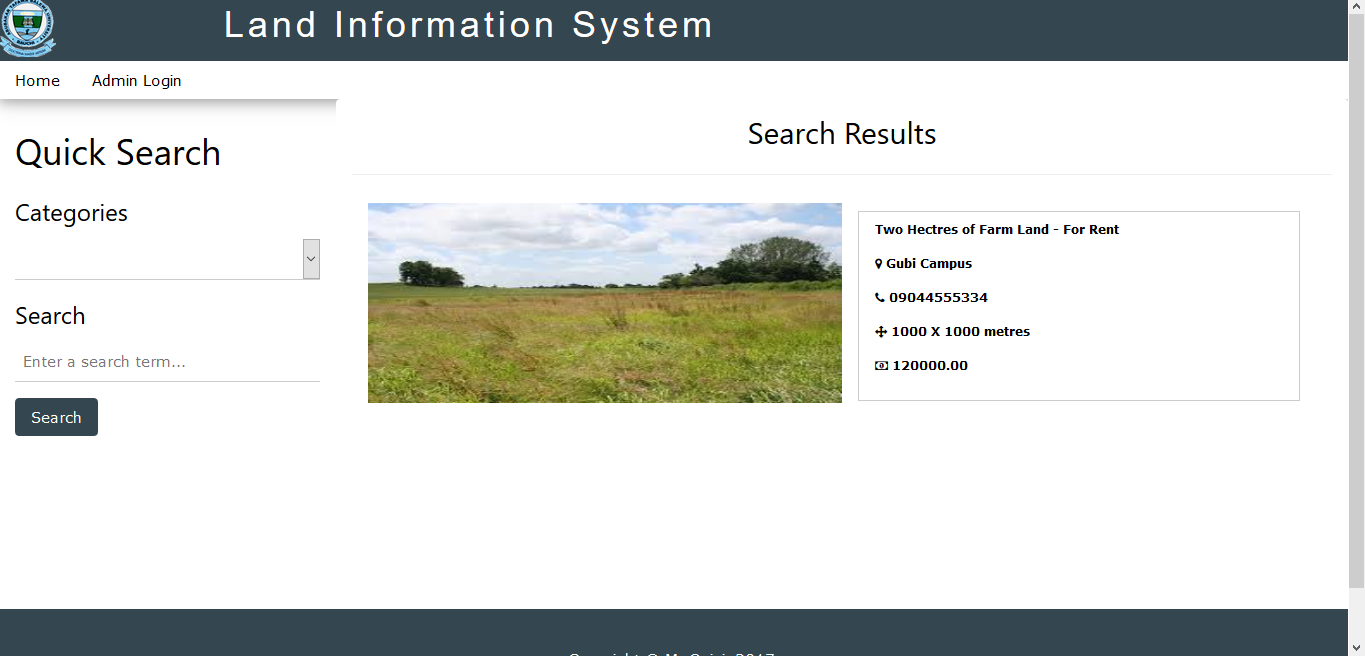 Land Information System
Home Admin Login
Quick Search
Categories
Search
Enter a search term...
Search
Search Results
Two Hectres of Farm Land - For Rent
Gubi Campus
09044555334
1000 X 1000 metres
120000.00